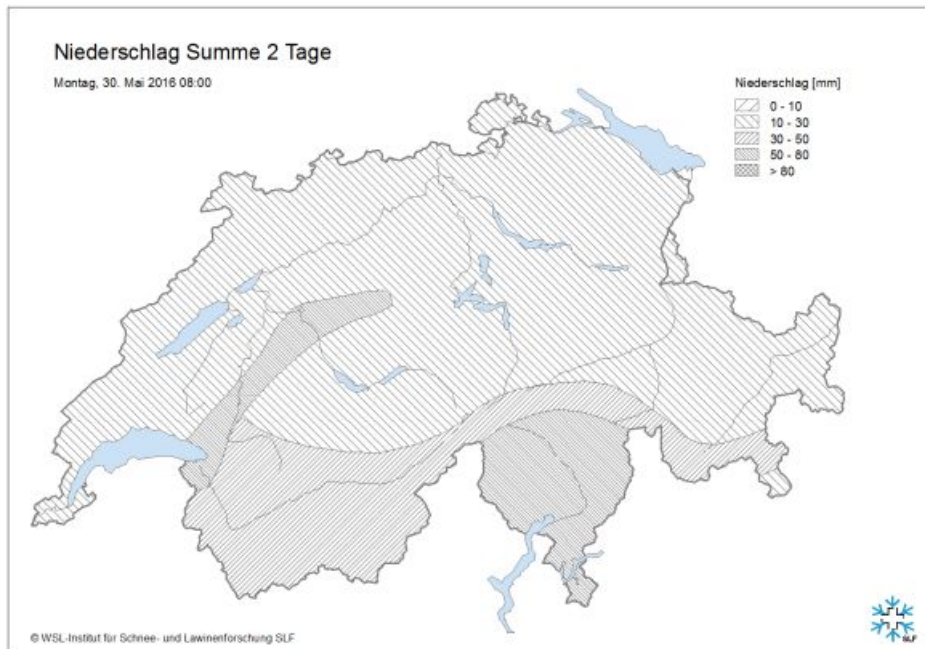 Niederschlag Summe 2 Tage
Montag, 30. Mai 2016 08:00
Niederschlag [mm]
0 - 10
10 - 30
30 - 50
50 - 80
> 80
© WSL-Institut für Schnee- und Lawinenforschung SLF
SLF